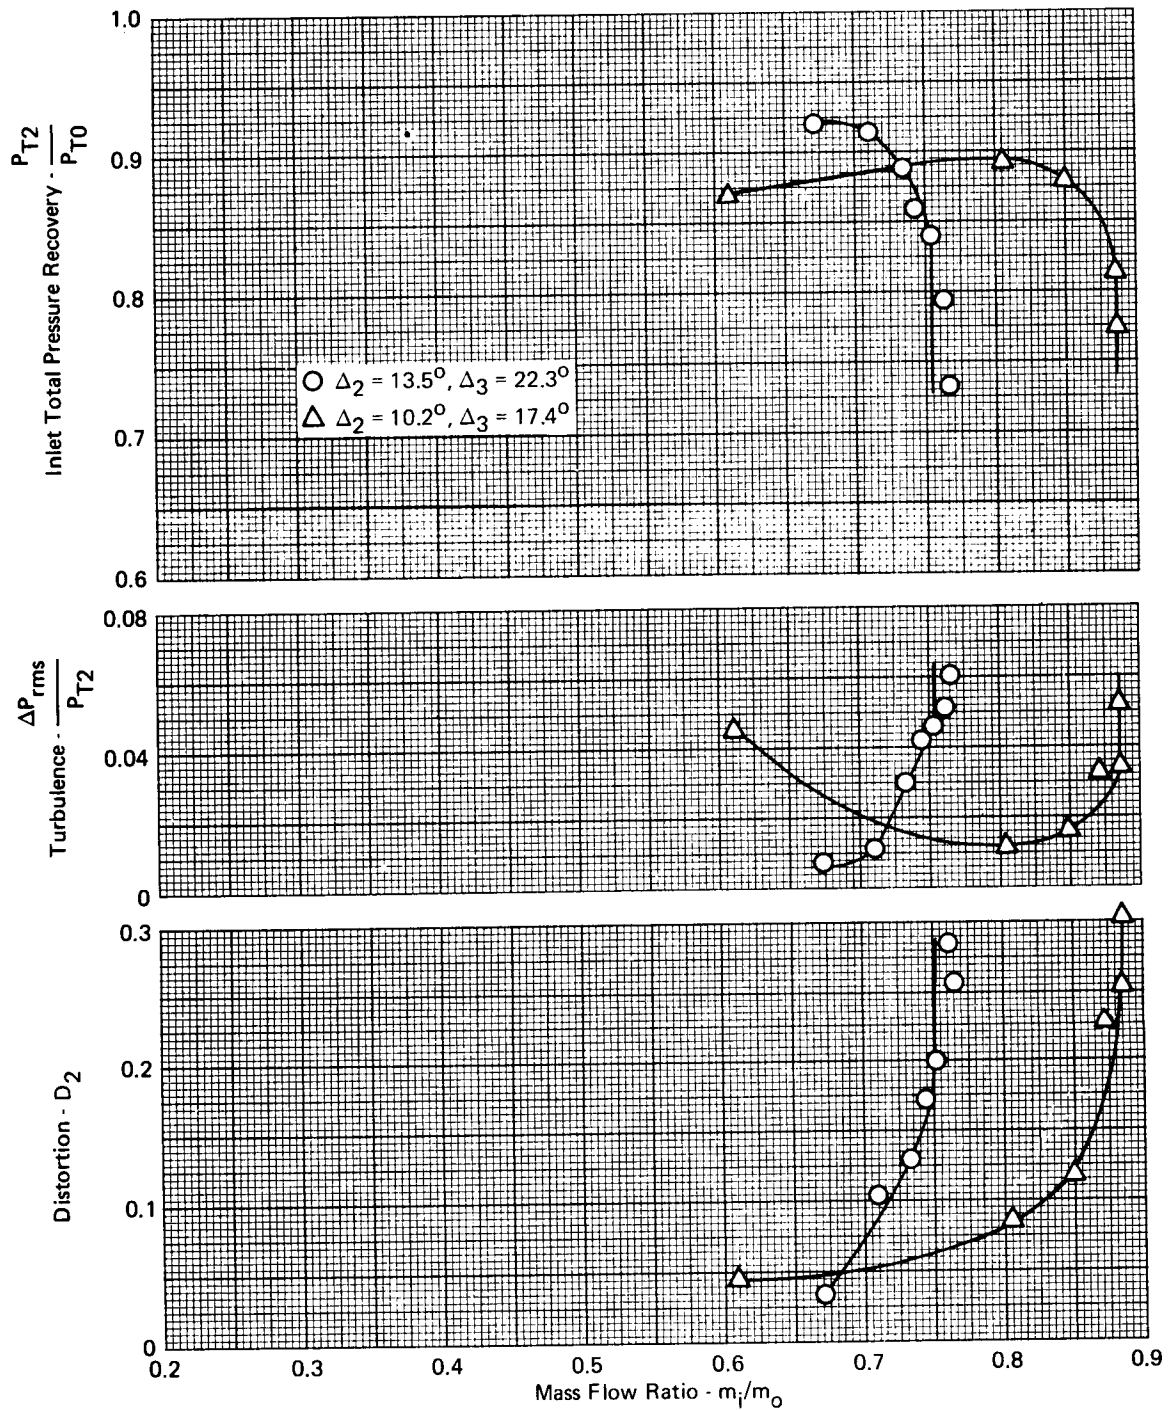 1.0
0.9
0.8
0.7
0.6
Inlet Total Pressure Recovery - P_T2 / P_T0
○ Δ₂ = 13.5°, Δ₃ = 22.3°
△ Δ₂ = 10.2°, Δ₃ = 17.4°
0.08
0.04
0
Turbulence - ΔP_rms / P_T2
0.3
0.2
0.1
0
Distortion - D₂
0.2 0.3 0.4 0.5 0.6 0.7 0.8 0.9
Mass Flow Ratio - m_i/m_o